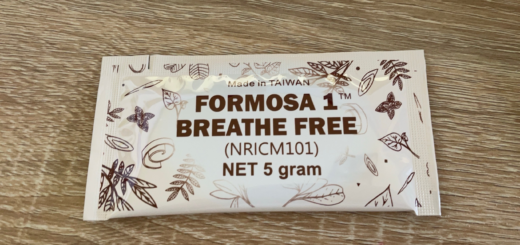 Made in TAIWAN
FORMOSA 1™
BREATHE FREE
(NRICM101)
NET 5 gram